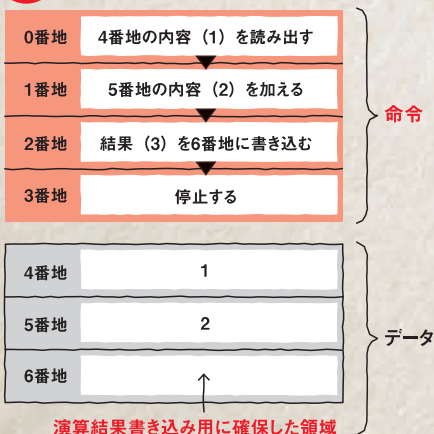 0番地 4番地の内容（1）を読み出す
1番地 5番地の内容（2）を加える
2番地 結果（3）を6番地に書き込む
3番地 停止する
命令
4番地 1
5番地 2
6番地
データ
演算結果書き込み用に確保した領域